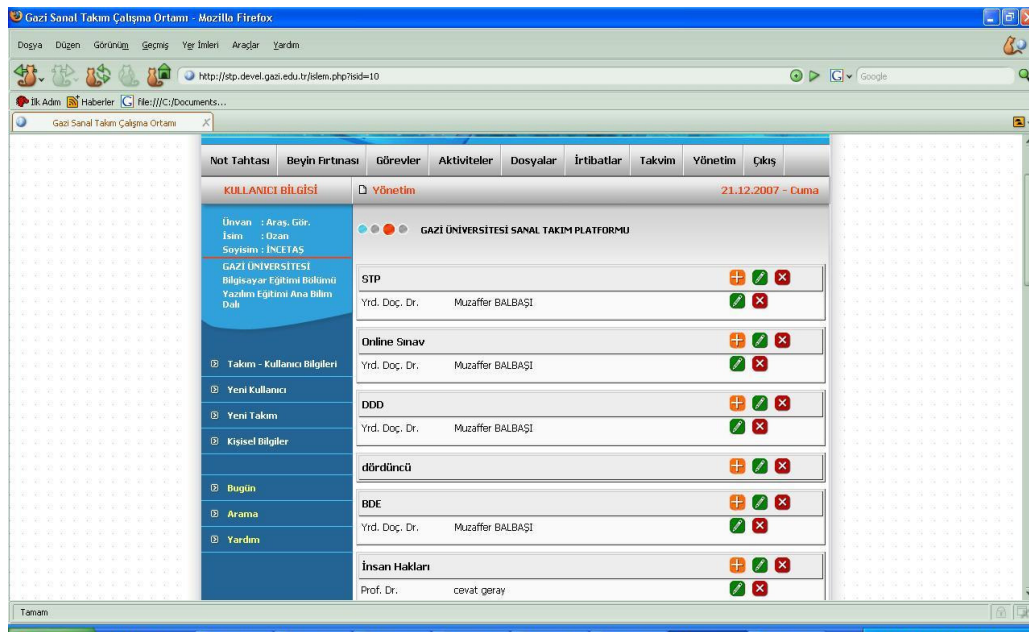 Gazi Sanal Takım Çalışma Ortamı - Mozilla Firefox
Dosya Düzen Görünüm Geçmiş Yer İmleri Araçlar Yardım
http://stp.devel.gazi.edu.tr/islem.php?isid=10
Google
İlk Adım Haberler file:///C:/Documents...
Gazi Sanal Takım Çalışma Ortamı
Not Tahtası Beyin Fırtınası Görevler Aktiviteler Dosyalar İrtibatlar Takvim Yönetim Çıkış
KULLANICI BİLGİSİ Yönetim 21.12.2007 - Cuma
Ünvan : Araş. Gör.
İsim : Ozan
Soyisim : İNCETAŞ
GAZİ ÜNİVERSİTESİ
Bilgisayar Eğitimi Bölümü
Yazılım Eğitimi Ana Bilim
Dalı
Takım - Kullanıcı Bilgileri
Yeni Kullanıcı
Yeni Takım
Kişisel Bilgiler
Bugün
Arama
Yardım
GAZİ ÜNİVERSİTESİ SANAL TAKIM PLATFORMU
STP
Yrd. Doç. Dr. Muzaffer BALBAŞI
Online Sınav
Yrd. Doç. Dr. Muzaffer BALBAŞI
DDD
Yrd. Doç. Dr. Muzaffer BALBAŞI
dördüncü
BDE
Yrd. Doç. Dr. Muzaffer BALBAŞI
İnsan Hakları
Prof. Dr. cevat geray
Tamam